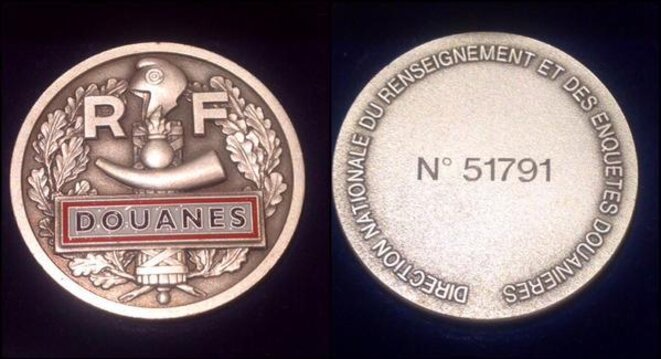 R F
DOUANES
DIRECTION NATIONALE DU RENSEIGNEMENT ET DES ENQUETES DOUANIERES
N° 51791